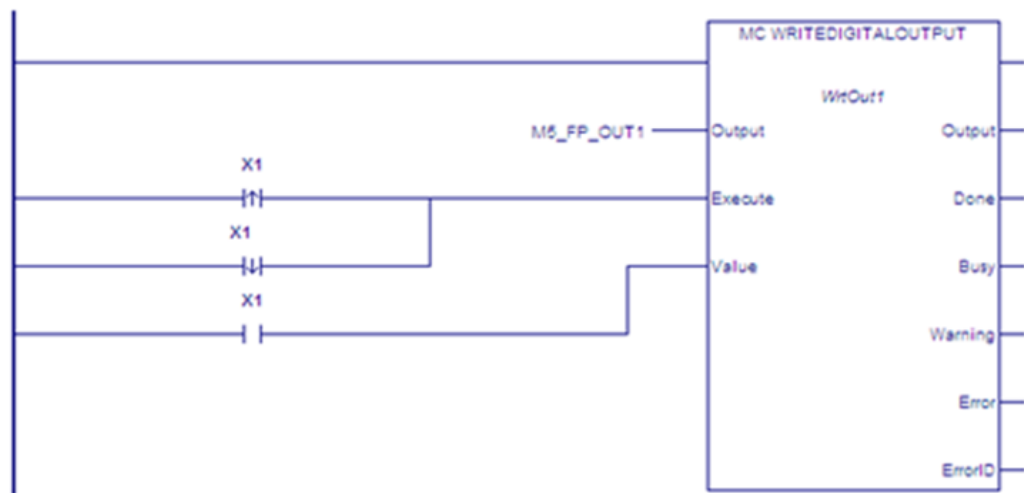 MC WRITEDIGITALOUTPUT
WrtOut1
M5_FP_OUT1
Output
Output
X1
Execute
Done
X1
Value
Busy
X1
Warning
Error
ErrorID